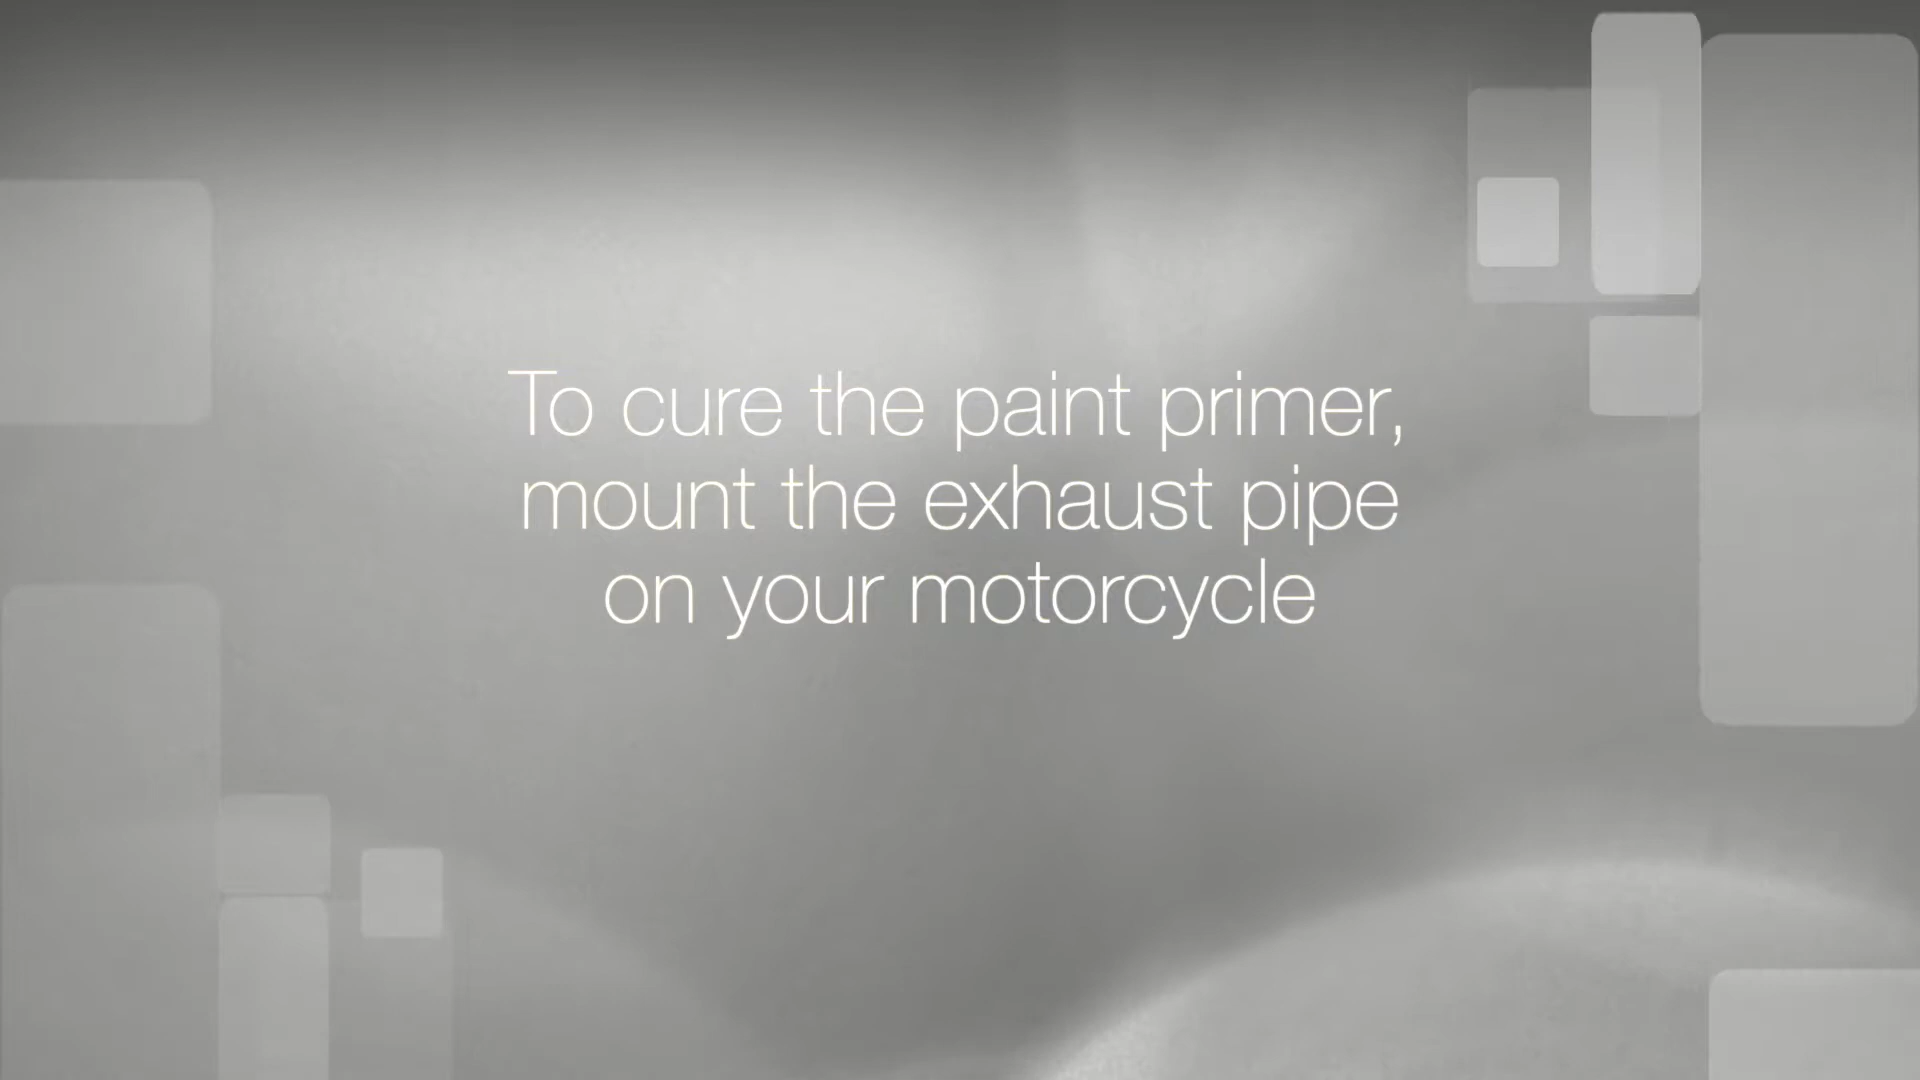 To cure the paint primer,
mount the exhaust pipe
on your motorcycle